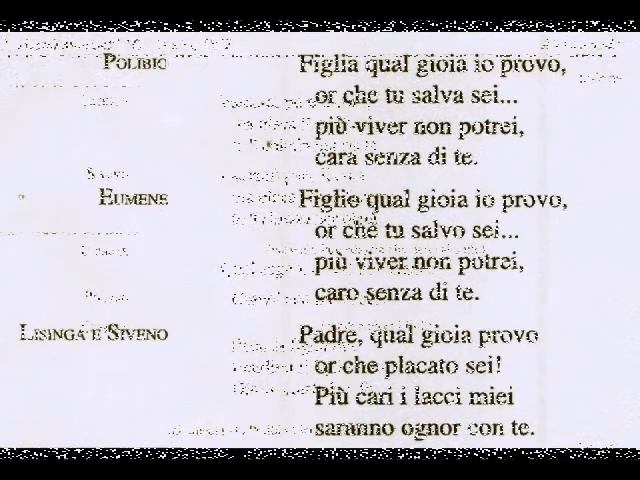 POLIBIO Figlia qual gioia io provo,
or che tu salva sei...
più viver non potrei,
cara senza di te.
EUMENE Figlio qual gioia io provo,
or che tu salvo sei...
più viver non potrei,
caro senza di te.
LISINGA E SIVENO Padre, qual gioia provo
or che placato sei!
Più cari i lacci miei
saranno ognor con te.